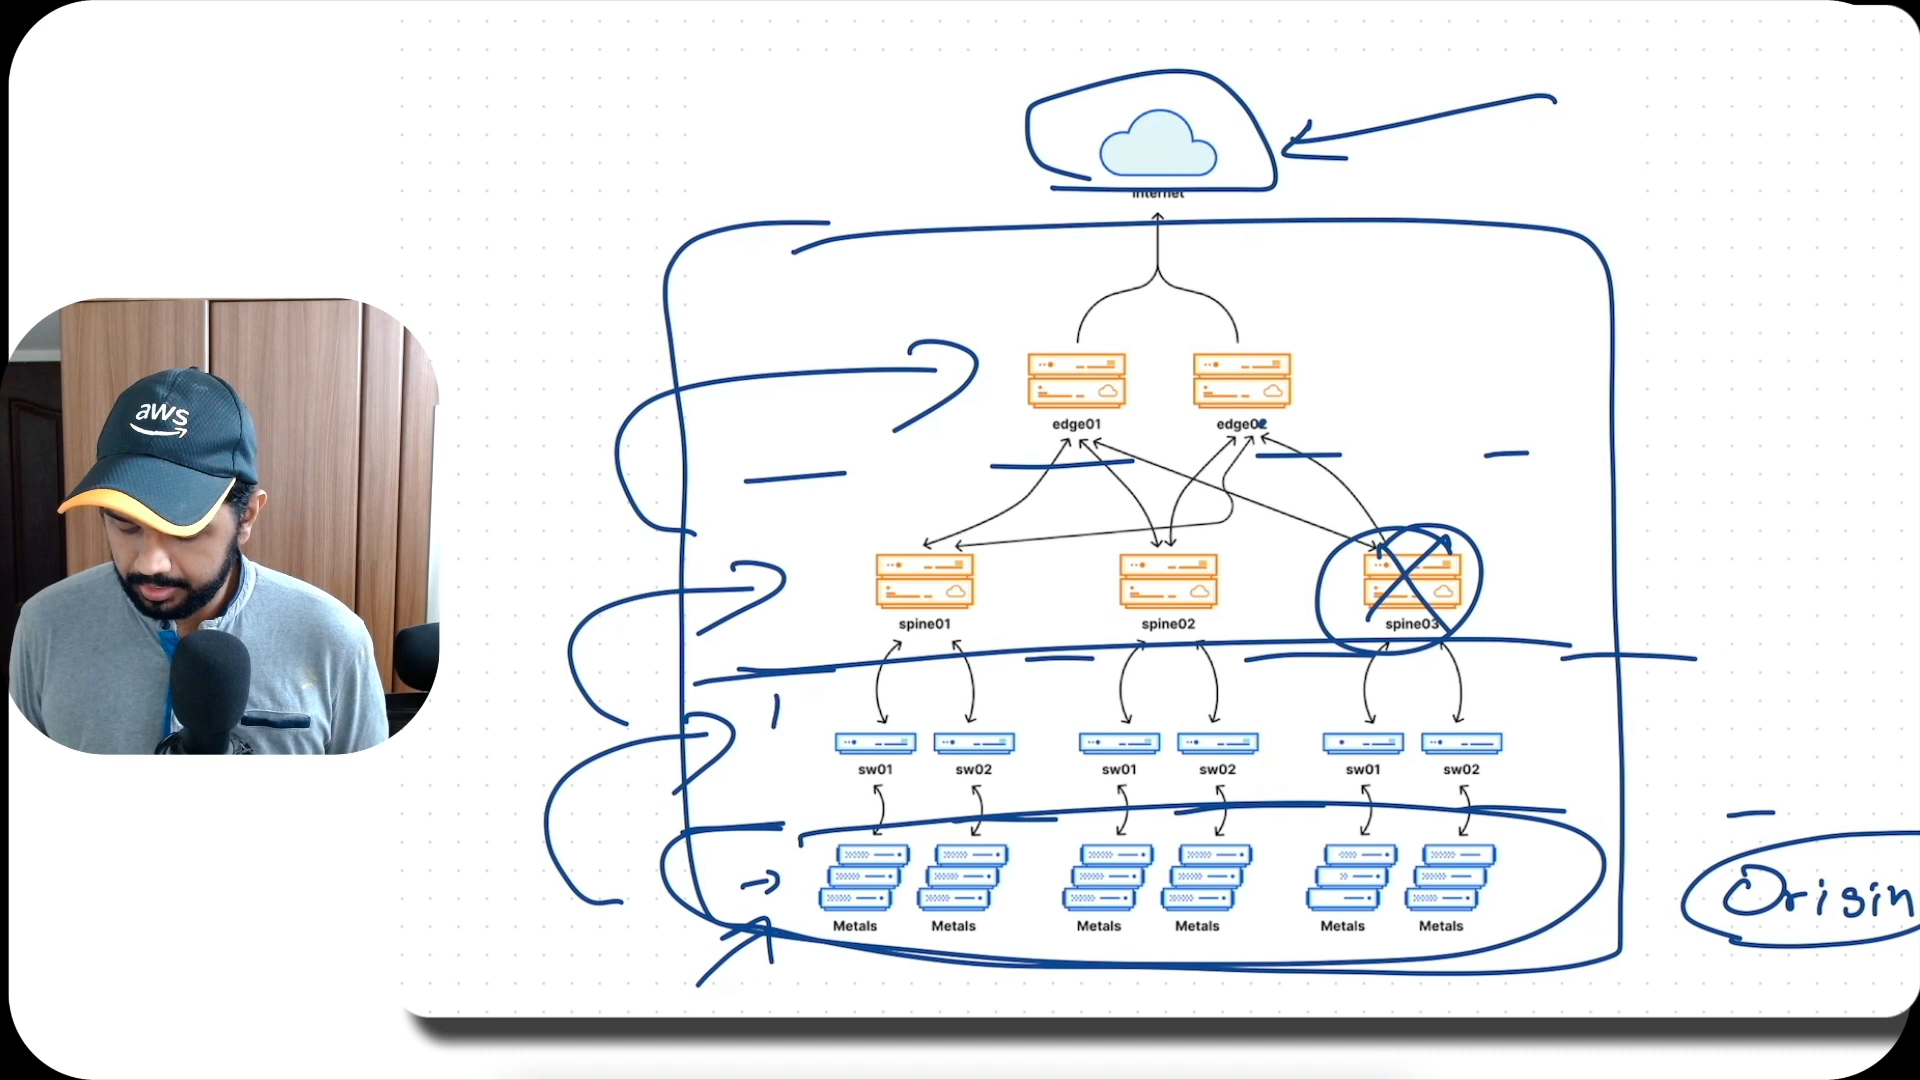 internet
aws
edge01 edge02
spine01 spine02 spine03
sw01 sw02 sw01 sw02 sw01 sw02
Origin
Metals Metals Metals Metals Metals Metals